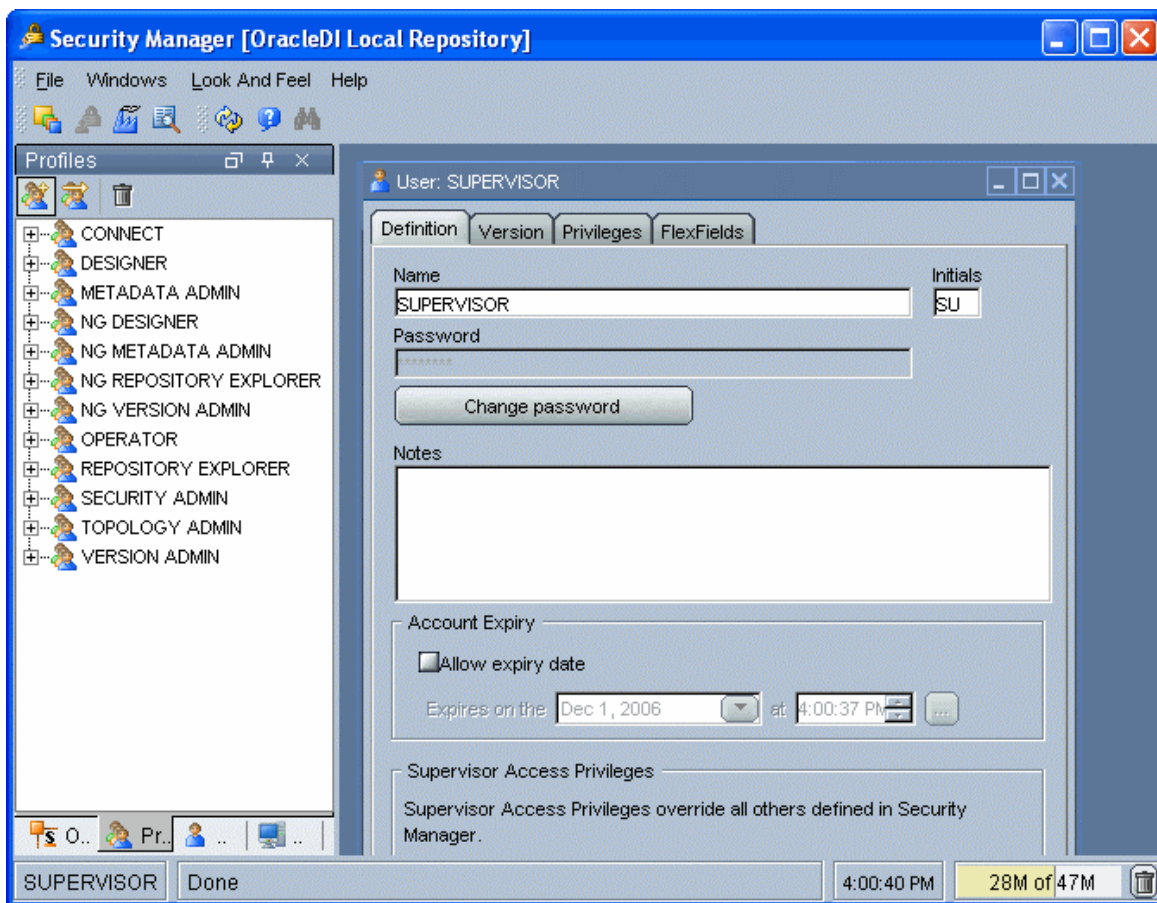 Security Manager [OracleDI Local Repository]
File Windows Look And Feel Help
Profiles
CONNECT
DESIGNER
METADATA ADMIN
NG DESIGNER
NG METADATA ADMIN
NG REPOSITORY EXPLORER
NG VERSION ADMIN
OPERATOR
REPOSITORY EXPLORER
SECURITY ADMIN
TOPOLOGY ADMIN
VERSION ADMIN
O.. Pr.. .. ..
User: SUPERVISOR
Definition Version Privileges FlexFields
Name Initials
SUPERVISOR SU
Password
********
Change password
Notes
Account Expiry
Allow expiry date
Expires on the Dec 1, 2006 at 4:00:37 PM ...
Supervisor Access Privileges
Supervisor Access Privileges override all others defined in Security
Manager.
SUPERVISOR Done 4:00:40 PM 28M of 47M